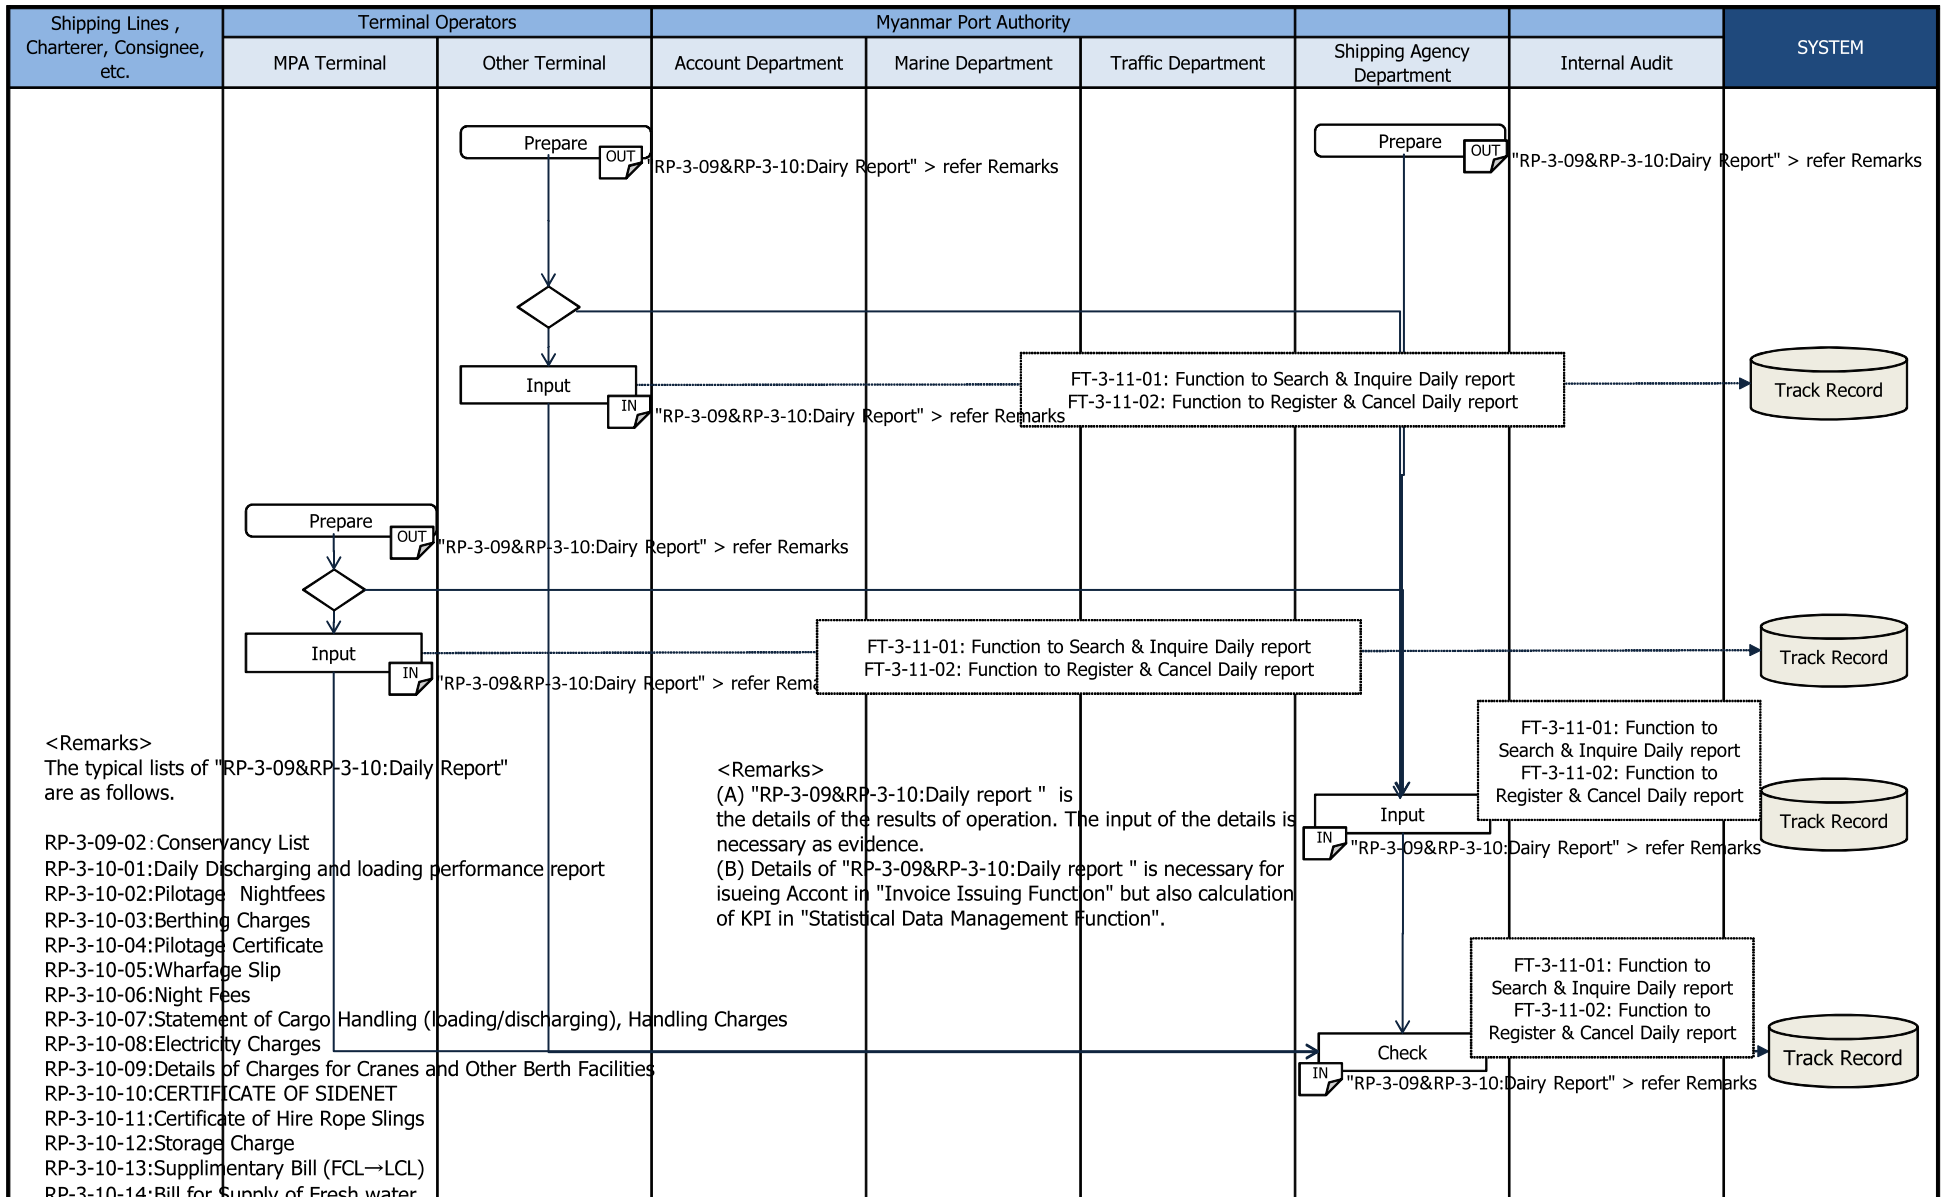 Shipping Lines ,
Charterer, Consignee,
etc.
Terminal Operators
Myanmar Port Authority
MPA Terminal
Other Terminal
Account Department
Marine Department
Traffic Department
Shipping Agency
Department
Internal Audit
SYSTEM
Prepare
OUT
"RP-3-09&RP-3-10:Dairy Report" > refer Remarks
Prepare
OUT
"RP-3-09&RP-3-10:Dairy Report" > refer Remarks
Input
IN
"RP-3-09&RP-3-10:Dairy Report" > refer Remarks
FT-3-11-01: Function to Search & Inquire Daily report
FT-3-11-02: Function to Register & Cancel Daily report
Track Record
Prepare
OUT
"RP-3-09&RP-3-10:Dairy Report" > refer Remarks
Input
IN
"RP-3-09&RP-3-10:Dairy Report" > refer
FT-3-11-01: Function to Search & Inquire Daily report
FT-3-11-02: Function to Register & Cancel Daily report
Track Record
FT-3-11-01: Function to
Search & Inquire Daily report
FT-3-11-02: Function to
Register & Cancel Daily report
Input
IN
"RP-3-09&RP-3-10:Dairy Report" > refer Remarks
Track Record
<Remarks>
The typical lists of "RP-3-09&RP-3-10:Daily Report"
are as follows.
RP-3-09-02:Conservancy List
RP-3-10-01:Daily Discharging and loading performance report
RP-3-10-02:Pilotage Nightfees
RP-3-10-03:Berthing Charges
RP-3-10-04:Pilotage Certificate
RP-3-10-05:Wharfage Slip
RP-3-10-06:Night Fees
RP-3-10-07:Statement of Cargo Handling (loading/discharging), Handling Charges
RP-3-10-08:Electricity Charges
RP-3-10-09:Details of Charges for Cranes and Other Berth Facilities
RP-3-10-10:CERTIFICATE OF SIDENET
RP-3-10-11:Certificate of Hire Rope Slings
RP-3-10-12:Storage Charge
RP-3-10-13:Supplimentary Bill (FCL→LCL)
RP-3-10-14:Bill for Supply of Fresh water
<Remarks>
(A) "RP-3-09&RP-3-10:Daily report " is
the details of the results of operation. The input of the details is
necessary as evidence.
(B) Details of "RP-3-09&RP-3-10:Daily report " is necessary for
isueing Accont in "Invoice Issuing Function" but also calculation
of KPI in "Statistical Data Management Function".
FT-3-11-01: Function to
Search & Inquire Daily report
FT-3-11-02: Function to
Register & Cancel Daily report
Check
IN
"RP-3-09&RP-3-10:Dairy Report" > refer Remarks
Track Record